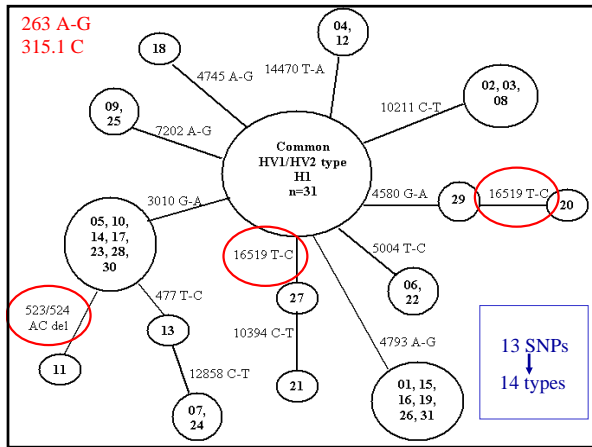 263 A-G
315.1 C
18
04,
12
4745 A-G
14470 T-A
02, 03,
08
10211 C-T
09,
25
7202 A-G
Common
HV1/HV2 type
H1
n=31
3010 G-A
4580 G-A
29
16519 T-C
20
05, 10,
14, 17
23, 28,
30
16519 T-C
5004 T-C
06,
22
523/524
AC del
477 T-C
27
13
10394 C-T
4793 A-G
11
12858 C-T
21
07,
24
01, 15,
16, 19,
26, 31
13 SNPs
14 types